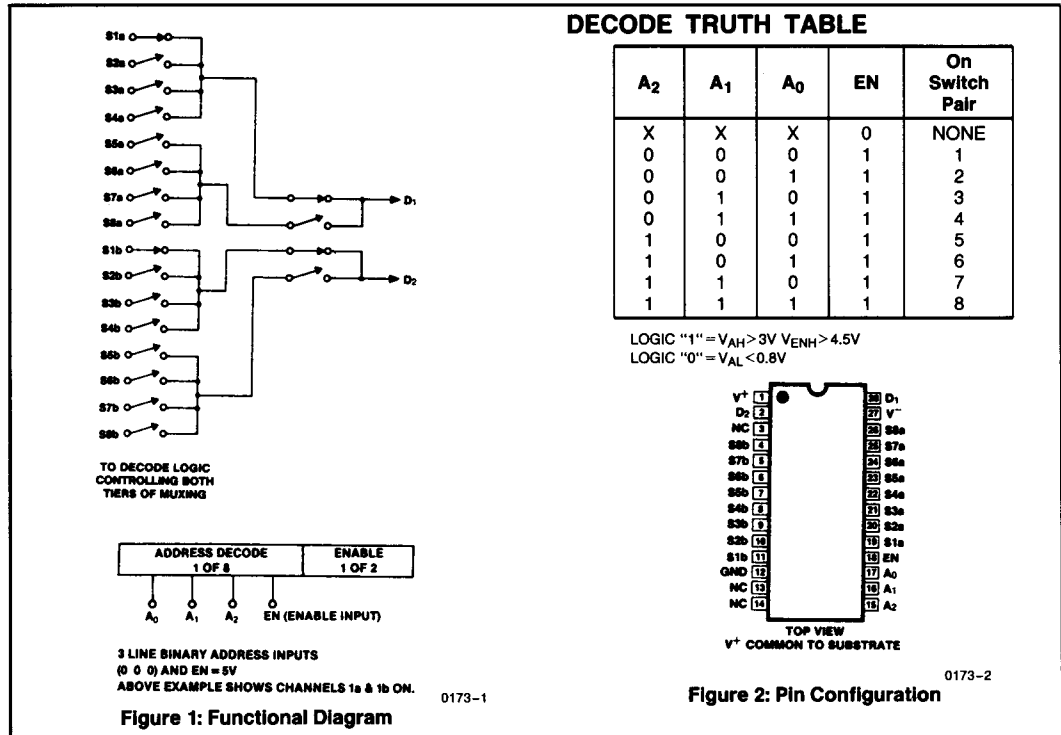 S1a
S2a
S3a
S4a
S5a
S6a
S7a
S8a
D1
S1b
S2b
D2
S3b
S4b
S5b
S6b
S7b
S8b
TO DECODE LOGIC
CONTROLLING BOTH
TIERS OF MUXING
ADDRESS DECODE ENABLE
1 OF 8 1 OF 2
A0 A1 A2 EN (ENABLE INPUT)
3 LINE BINARY ADDRESS INPUTS
(0 0 0) AND EN = 5V
ABOVE EXAMPLE SHOWS CHANNELS 1a & 1b ON.
0173–1
Figure 1: Functional Diagram
DECODE TRUTH TABLE
A2 A1 A0 EN On Switch Pair
X X X 0 NONE
0 0 0 1 1
0 0 1 1 2
0 1 0 1 3
0 1 1 1 4
1 0 0 1 5
1 0 1 1 6
1 1 0 1 7
1 1 1 1 8
LOGIC "1" = VAH > 3V VENH > 4.5V
LOGIC "0" = VAL < 0.8V
V+ 1 28 D1
D2 2 27 V−
NC 3 26 S8a
S8b 4 25 S7a
S7b 5 24 S6a
S6b 6 23 S5a
S5b 7 22 S4a
S4b 8 21 S3a
S3b 9 20 S2a
S2b 10 19 S1a
S1b 11 18 EN
GND 12 17 A0
NC 13 16 A1
NC 14 15 A2
TOP VIEW
V+ COMMON TO SUBSTRATE
0173–2
Figure 2: Pin Configuration